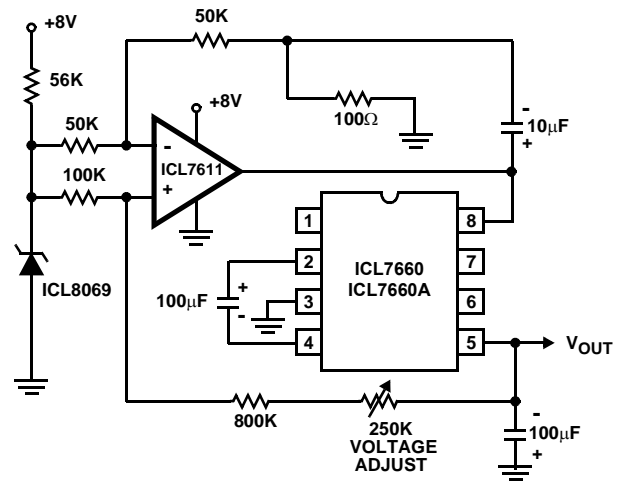 +8V
50K
56K
+8V
100Ω
- 
10µF
+
50K
-
ICL7611
100K
+
ICL8069
1
8
2
ICL7660
ICL7660A
7
100µF
+
-
3
6
4
5
VOUT
800K
250K
VOLTAGE
ADJUST
-
100µF
+